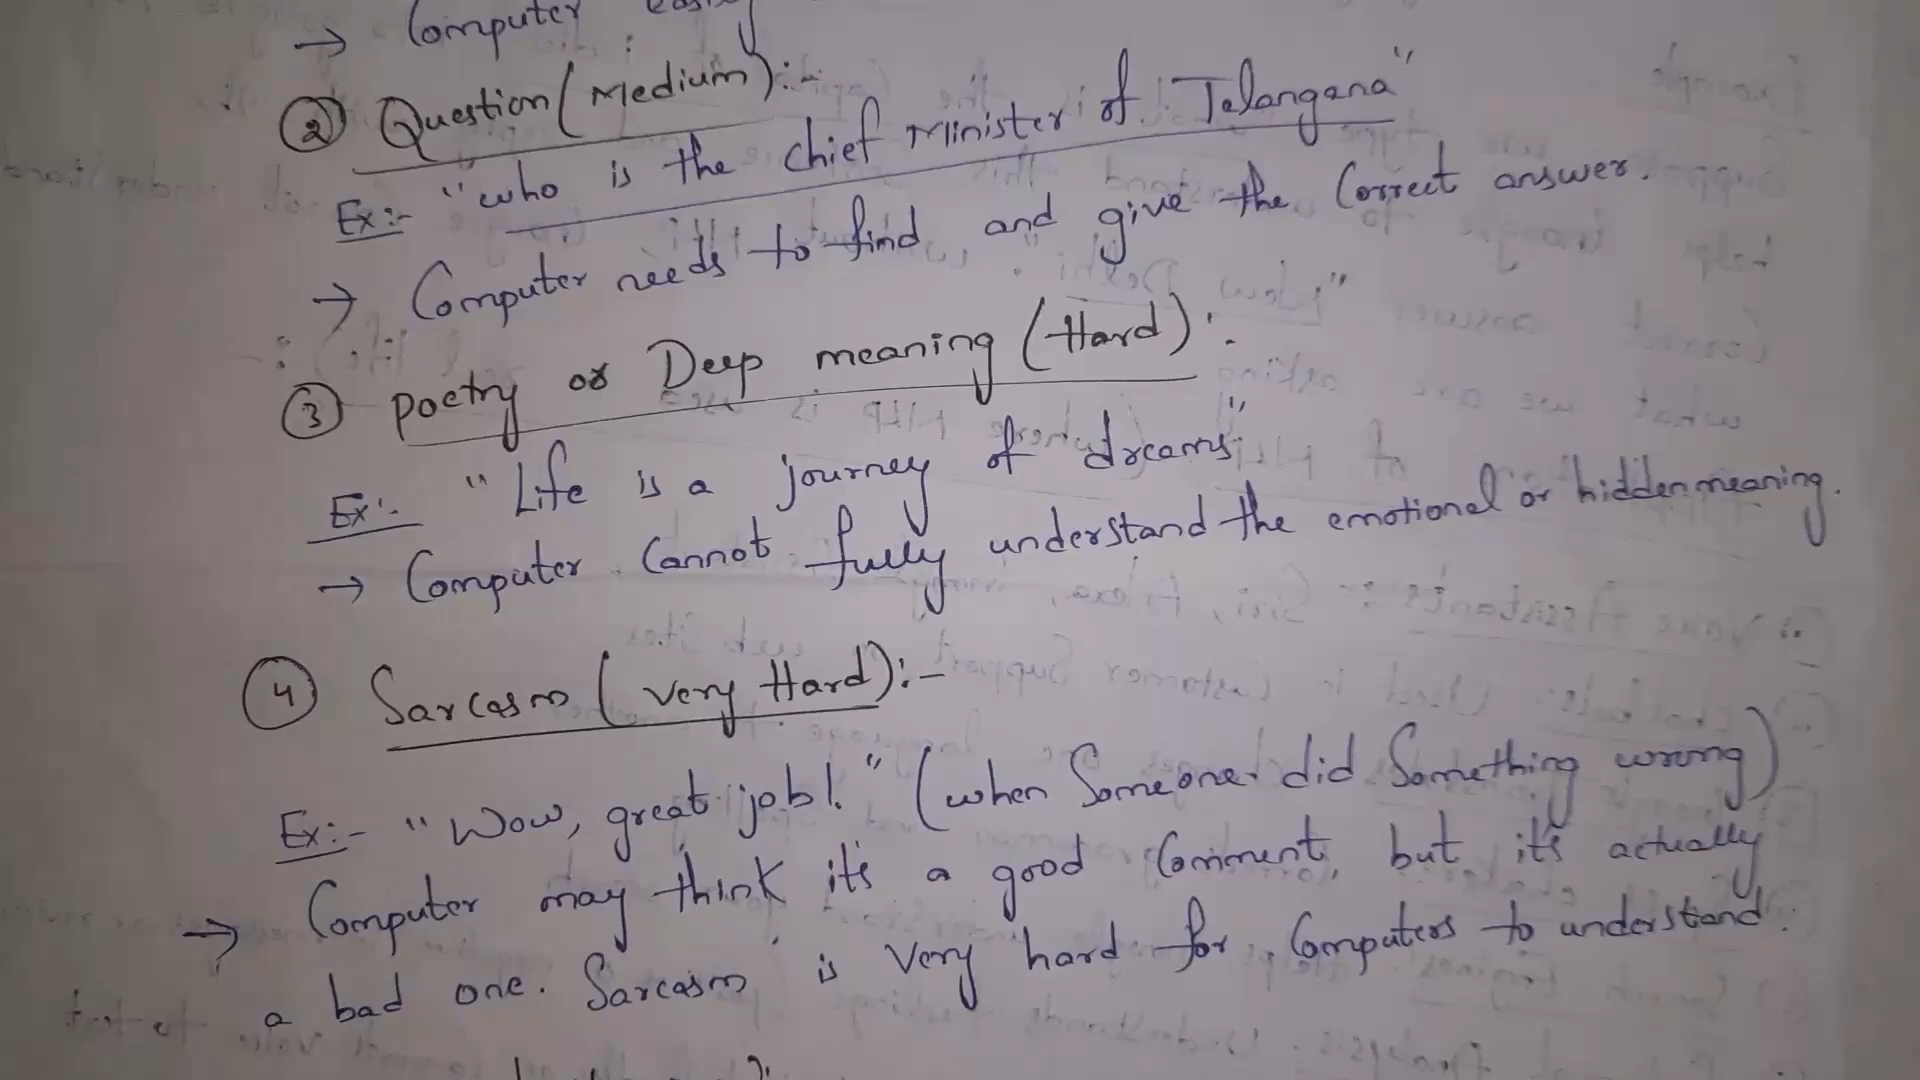 → Computer
② Question (Medium):-
Ex:- "who is the chief Minister of Telangana"
→ Computer needs to find and give the Correct answer.
③ Poetry or Deep meaning (Hard):
Ex:- "Life is a journey of dreams"
→ Computer Cannot fully understand the emotional or hidden meaning.
④ Sarcasm (very Hard):-
Ex:- "Wow, great job!" (when Someone did Something wrong)
→ Computer may think it's a good Comment, but it's actually
a bad one. Sarcasm is Very hard for Computers to understand.